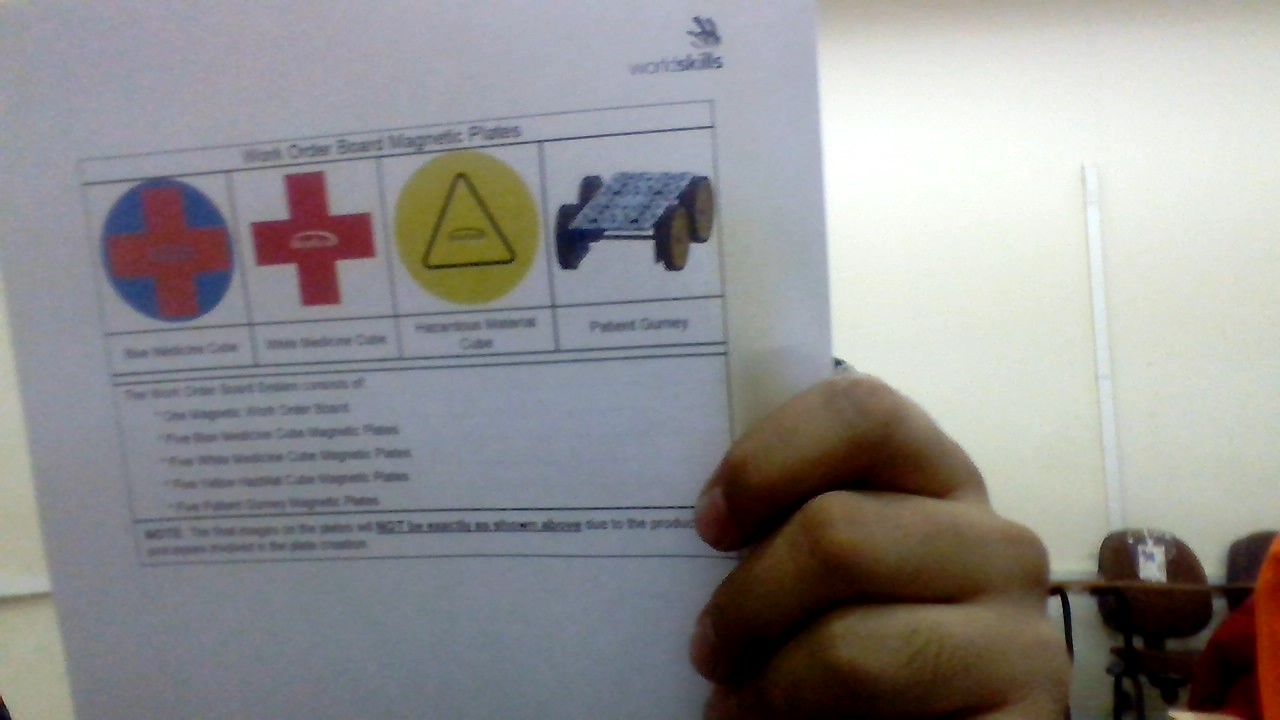 worldskills
Work Order Board Magnetic Plates
Blue Medicine Cube
White Medicine Cube
Hazardous Material
Cube
Patient Gurney
The Work Order Board System consists of:
* One Magnetic Work Order Board
* Five Blue Medicine Cube Magnetic Plates
* Five White Medicine Cube Magnetic Plates
* Five Yellow HazMat Cube Magnetic Plates
* Five Patient Gurney Magnetic Plates
NOTE: The final images on the plates will NOT be exactly as shown above due to the
processes involved in the plate creation.